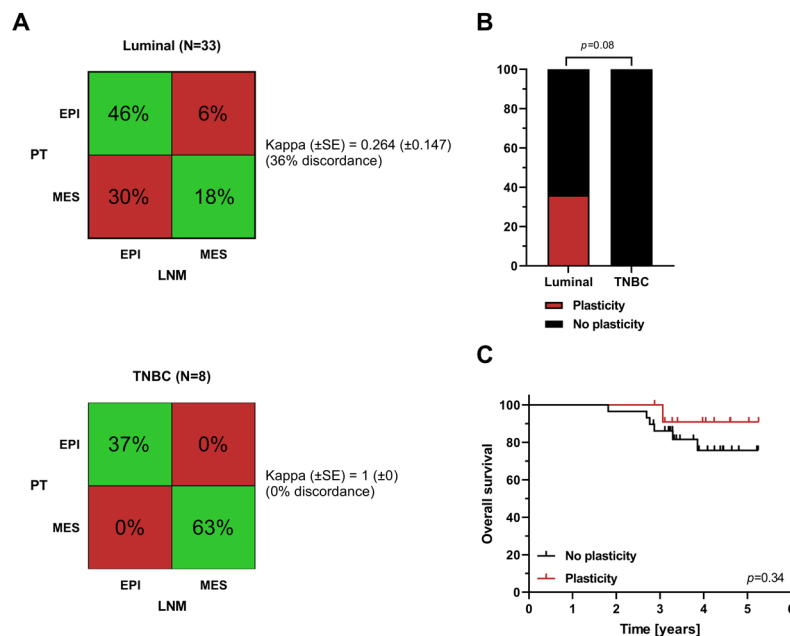 A
Luminal (N=33)
EPI
46%
6%
PT
Kappa (±SE) = 0.264 (±0.147)
(36% discordance)
MES
30%
18%
EPI
MES
LNM
TNBC (N=8)
EPI
37%
0%
PT
Kappa (±SE) = 1 (±0)
(0% discordance)
MES
0%
63%
EPI
MES
LNM
B
p=0.08
100
80
60
40
20
0
Luminal
TNBC
Plasticity
No plasticity
C
Overall survival
100
80
60
40
20
0
No plasticity
Plasticity
p=0.34
0
1
2
3
4
5
6
Time [years]